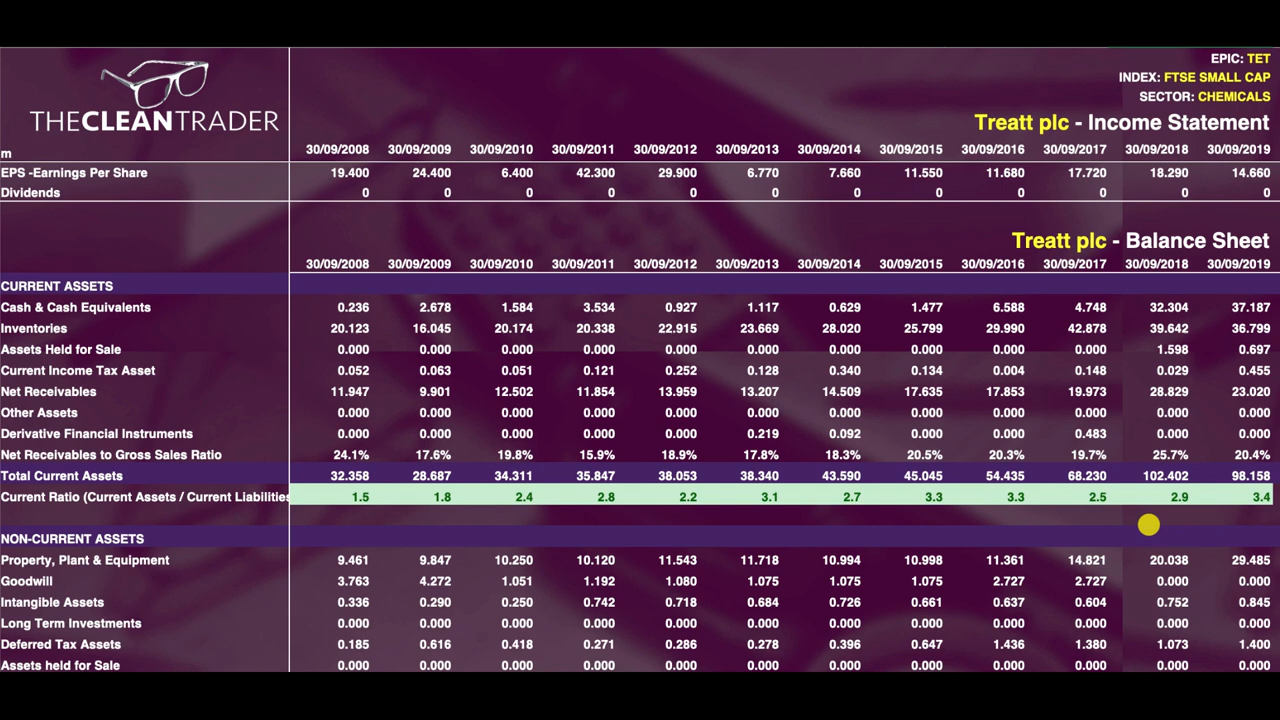 THECLEANTRADER
EPIC: TET
INDEX: FTSE SMALL CAP
SECTOR: CHEMICALS
Treatt plc - Income Statement
m 30/09/2008 30/09/2009 30/09/2010 30/09/2011 30/09/2012 30/09/2013 30/09/2014 30/09/2015 30/09/2016 30/09/2017 30/09/2018 30/09/2019
EPS -Earnings Per Share 19.400 24.400 6.400 42.300 29.900 6.770 7.660 11.550 11.680 17.720 18.290 14.660
Dividends 0 0 0 0 0 0 0 0 0 0 0 0
Treatt plc - Balance Sheet
30/09/2008 30/09/2009 30/09/2010 30/09/2011 30/09/2012 30/09/2013 30/09/2014 30/09/2015 30/09/2016 30/09/2017 30/09/2018 30/09/2019
CURRENT ASSETS
Cash & Cash Equivalents 0.236 2.678 1.584 3.534 0.927 1.117 0.629 1.477 6.588 4.748 32.304 37.187
Inventories 20.123 16.045 20.174 20.338 22.915 23.669 28.020 25.799 29.990 42.878 39.642 36.799
Assets Held for Sale 0.000 0.000 0.000 0.000 0.000 0.000 0.000 0.000 0.000 0.000 1.598 0.697
Current Income Tax Asset 0.052 0.063 0.051 0.121 0.252 0.128 0.340 0.134 0.004 0.148 0.029 0.455
Net Receivables 11.947 9.901 12.502 11.854 13.959 13.207 14.509 17.635 17.853 19.973 28.829 23.020
Other Assets 0.000 0.000 0.000 0.000 0.000 0.000 0.000 0.000 0.000 0.000 0.000 0.000
Derivative Financial Instruments 0.000 0.000 0.000 0.000 0.000 0.219 0.092 0.000 0.000 0.483 0.000 0.000
Net Receivables to Gross Sales Ratio 24.1% 17.6% 19.8% 15.9% 18.9% 17.8% 18.3% 20.5% 20.3% 19.7% 25.7% 20.4%
Total Current Assets 32.358 28.687 34.311 35.847 38.053 38.340 43.590 45.045 54.435 68.230 102.402 98.158
Current Ratio (Current Assets / Current Liabilities 1.5 1.8 2.4 2.8 2.2 3.1 2.7 3.3 3.3 2.5 2.9 3.4
NON-CURRENT ASSETS
Property, Plant & Equipment 9.461 9.847 10.250 10.120 11.543 11.718 10.994 10.998 11.361 14.821 20.038 29.485
Goodwill 3.763 4.272 1.051 1.192 1.080 1.075 1.075 1.075 2.727 2.727 0.000 0.000
Intangible Assets 0.336 0.290 0.250 0.742 0.718 0.684 0.726 0.661 0.637 0.604 0.752 0.845
Long Term Investments 0.000 0.000 0.000 0.000 0.000 0.000 0.000 0.000 0.000 0.000 0.000 0.000
Deferred Tax Assets 0.185 0.616 0.418 0.271 0.286 0.278 0.396 0.647 1.436 1.380 1.073 1.400
Assets held for Sale 0.000 0.000 0.000 0.000 0.000 0.000 0.000 0.000 0.000 0.000 0.000 0.000